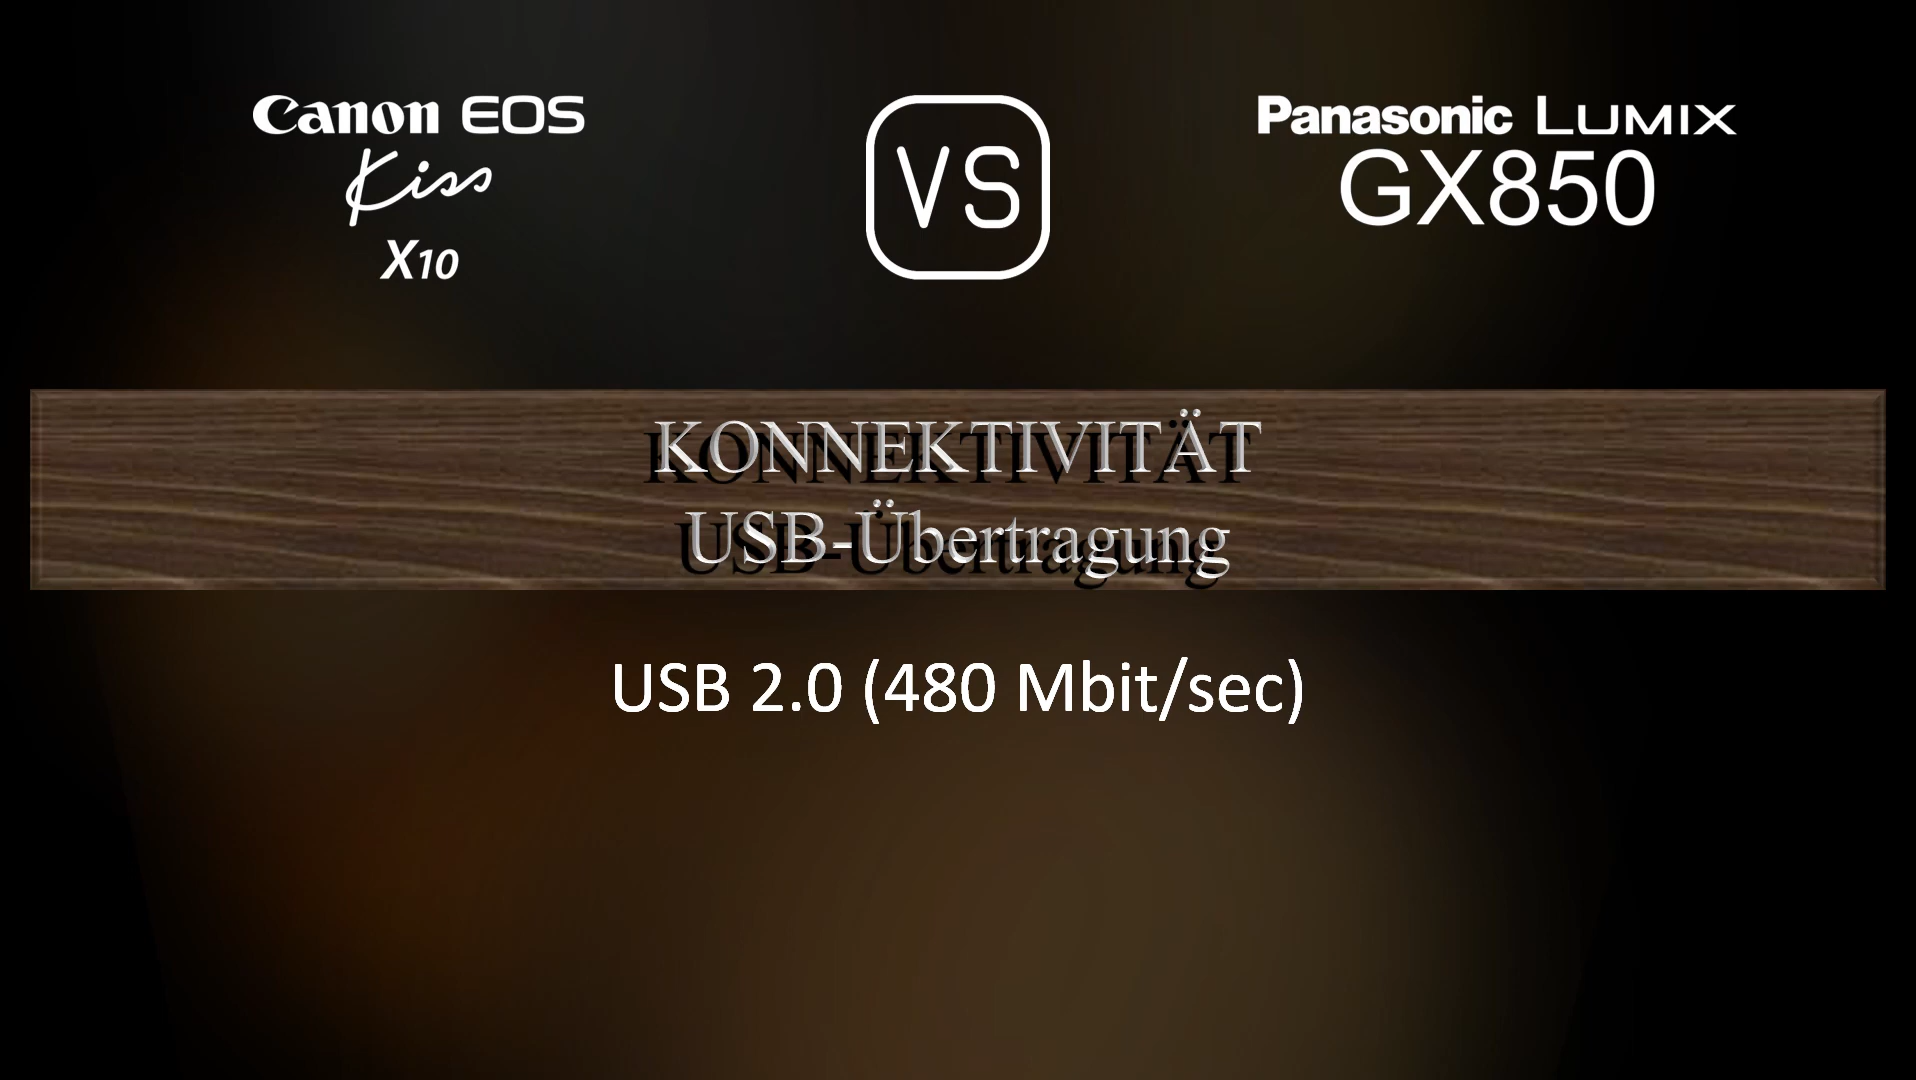 Canon EOS
Kiss
X10
VS
Panasonic LUMIX
GX850
KONNEKTIVITÄT
USB-Übertragung
USB 2.0 (480 Mbit/sec)